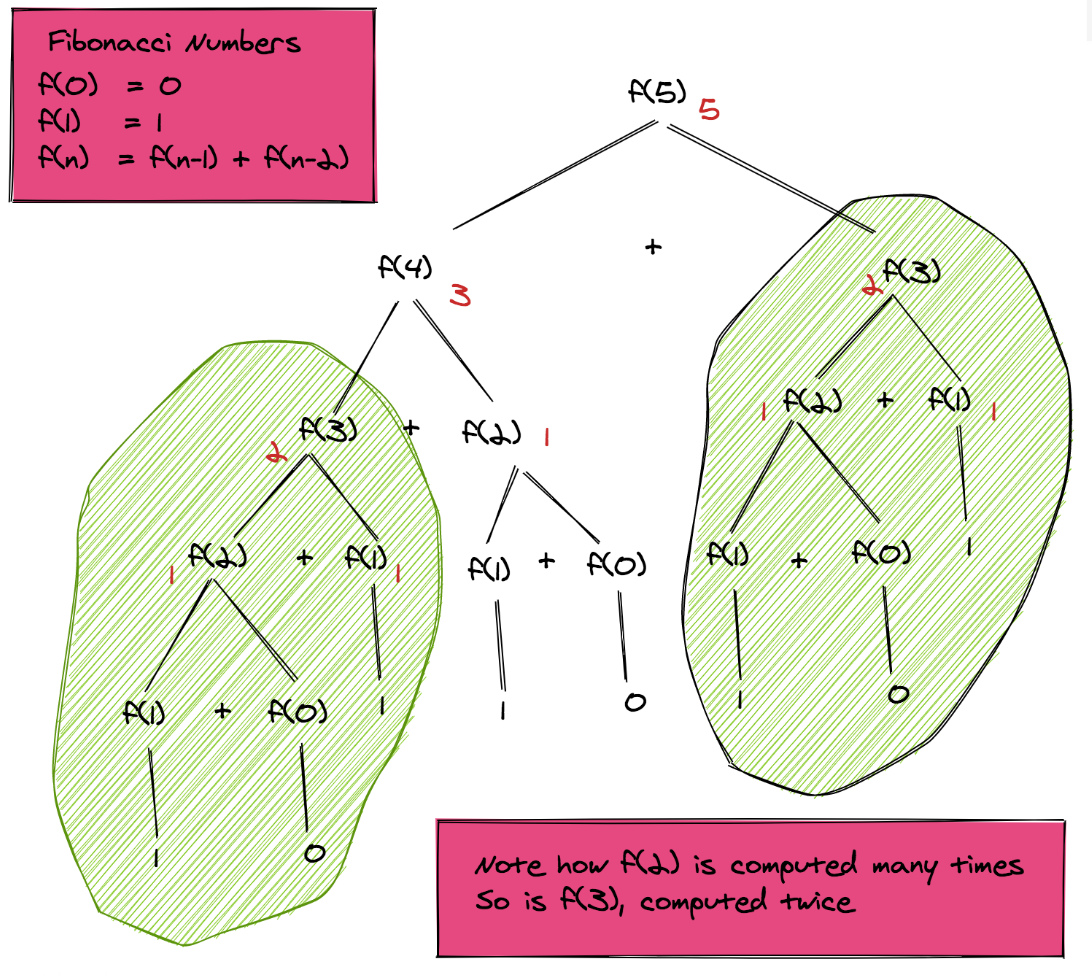 Fibonacci Numbers
f(0) = 0
f(1) = 1
f(n) = f(n-1) + f(n-2)
f(5) 5
+
f(4) 3
2 f(3)
1 f(2) + f(1) 1
2 f(3) + f(2) 1
1 f(2) + f(1) 1
f(1) + f(0)
f(1) + f(0) 1
f(1) + f(0) 1
1 0
1 0
1 0
Note how f(2) is computed many times
So is f(3), computed twice